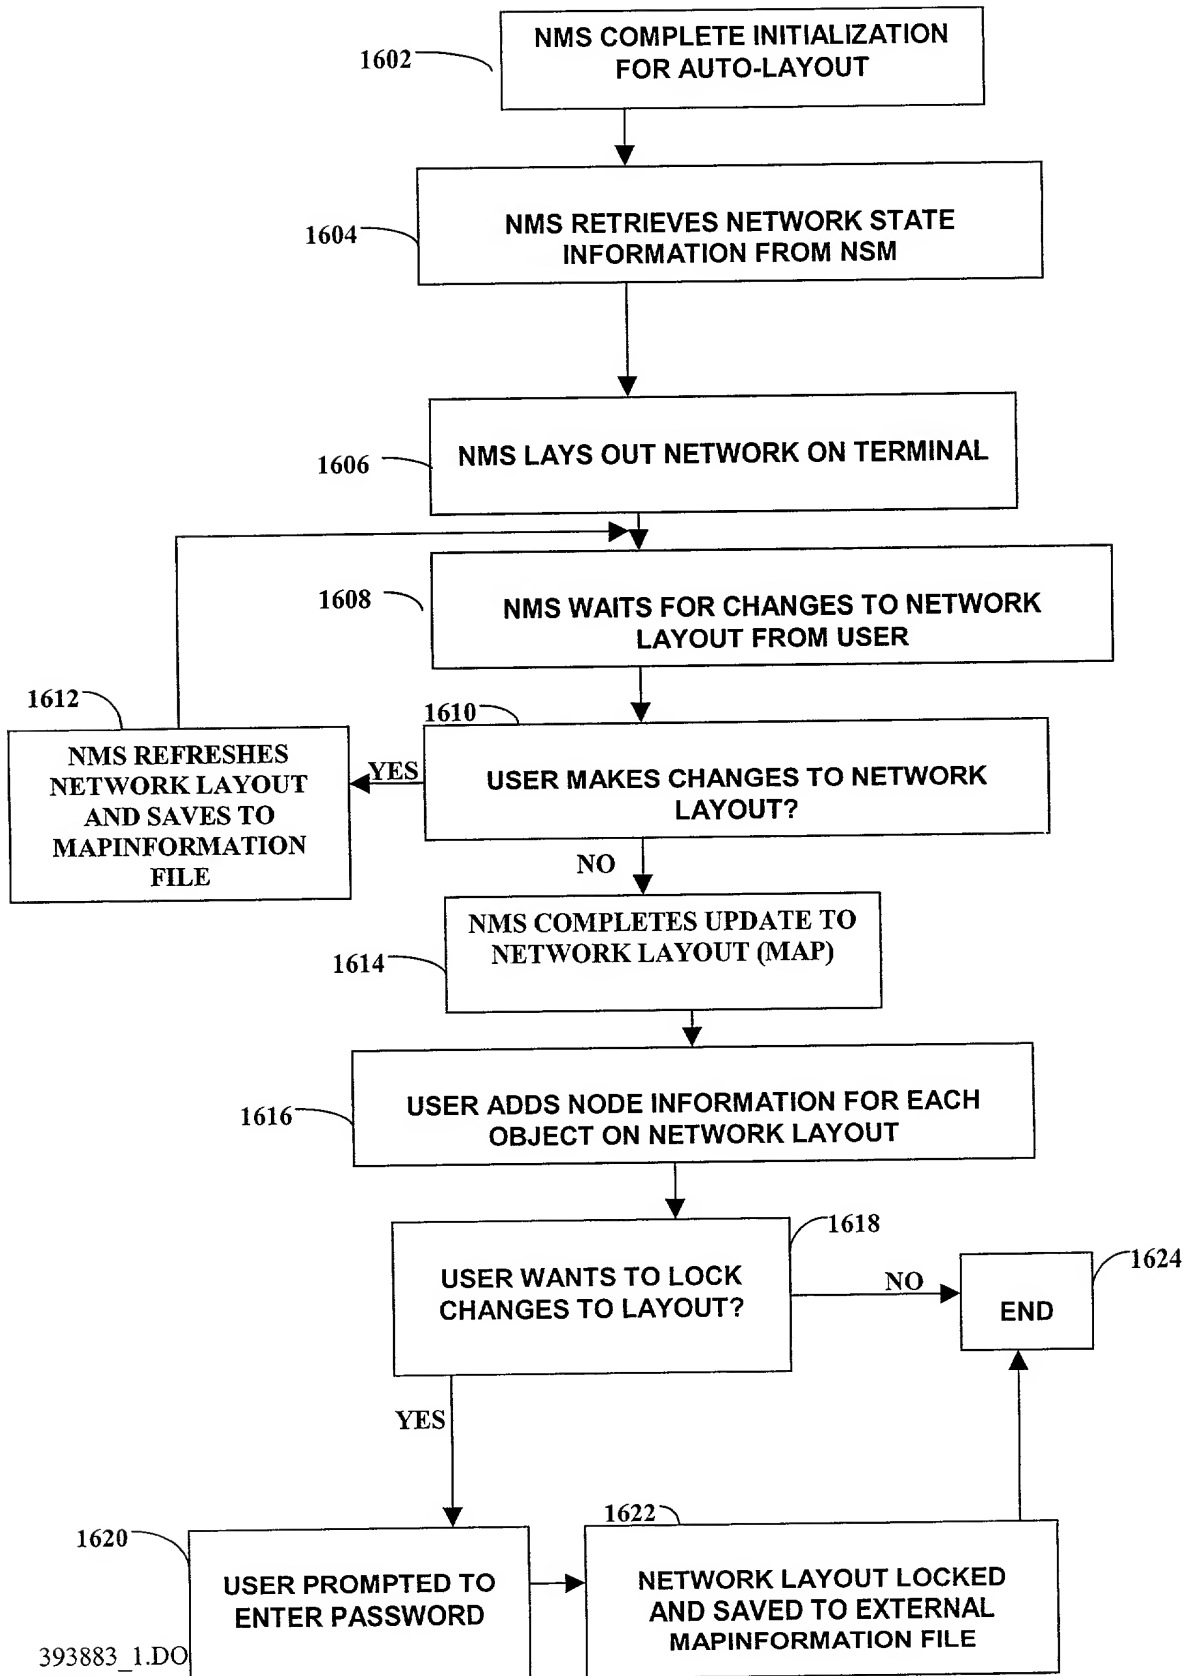 NMS COMPLETE INITIALIZATION
FOR AUTO-LAYOUT
1602
NMS RETRIEVES NETWORK STATE
INFORMATION FROM NSM
1604
NMS LAYS OUT NETWORK ON TERMINAL
1606
NMS WAITS FOR CHANGES TO NETWORK
LAYOUT FROM USER
1608
1610
USER MAKES CHANGES TO NETWORK
LAYOUT?
YES
1612
NMS REFRESHES
NETWORK LAYOUT
AND SAVES TO
MAPINFORMATION
FILE
NO
NMS COMPLETES UPDATE TO
NETWORK LAYOUT (MAP)
1614
USER ADDS NODE INFORMATION FOR EACH
OBJECT ON NETWORK LAYOUT
1616
1618
USER WANTS TO LOCK
CHANGES TO LAYOUT?
NO
1624
END
YES
1620
USER PROMPTED TO
ENTER PASSWORD
1622
NETWORK LAYOUT LOCKED
AND SAVED TO EXTERNAL
MAPINFORMATION FILE
393883_1.DO